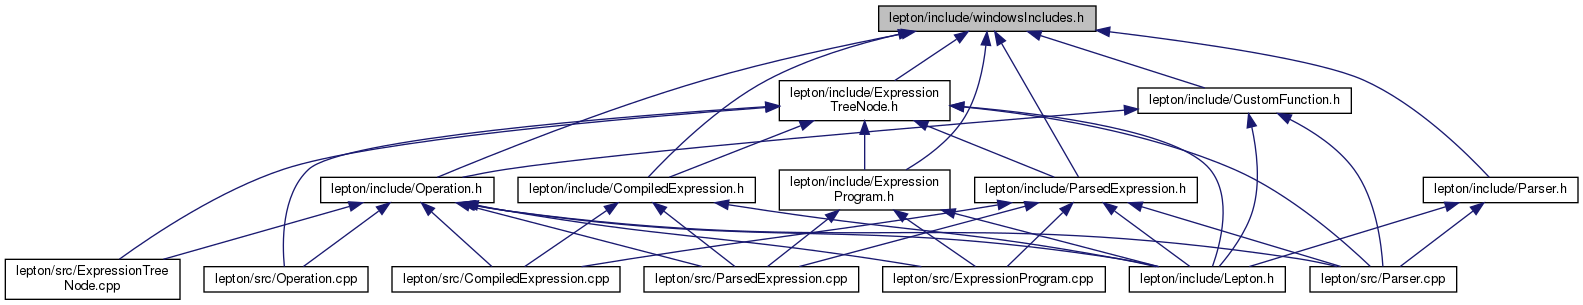 lepton/include/windowsIncludes.h
lepton/include/Expression
TreeNode.h
lepton/include/CustomFunction.h
lepton/include/Operation.h
lepton/include/CompiledExpression.h
lepton/include/Expression
Program.h
lepton/include/ParsedExpression.h
lepton/include/Parser.h
lepton/src/ExpressionTree
Node.cpp
lepton/src/Operation.cpp
lepton/src/CompiledExpression.cpp
lepton/src/ParsedExpression.cpp
lepton/src/ExpressionProgram.cpp
lepton/include/Lepton.h
lepton/src/Parser.cpp